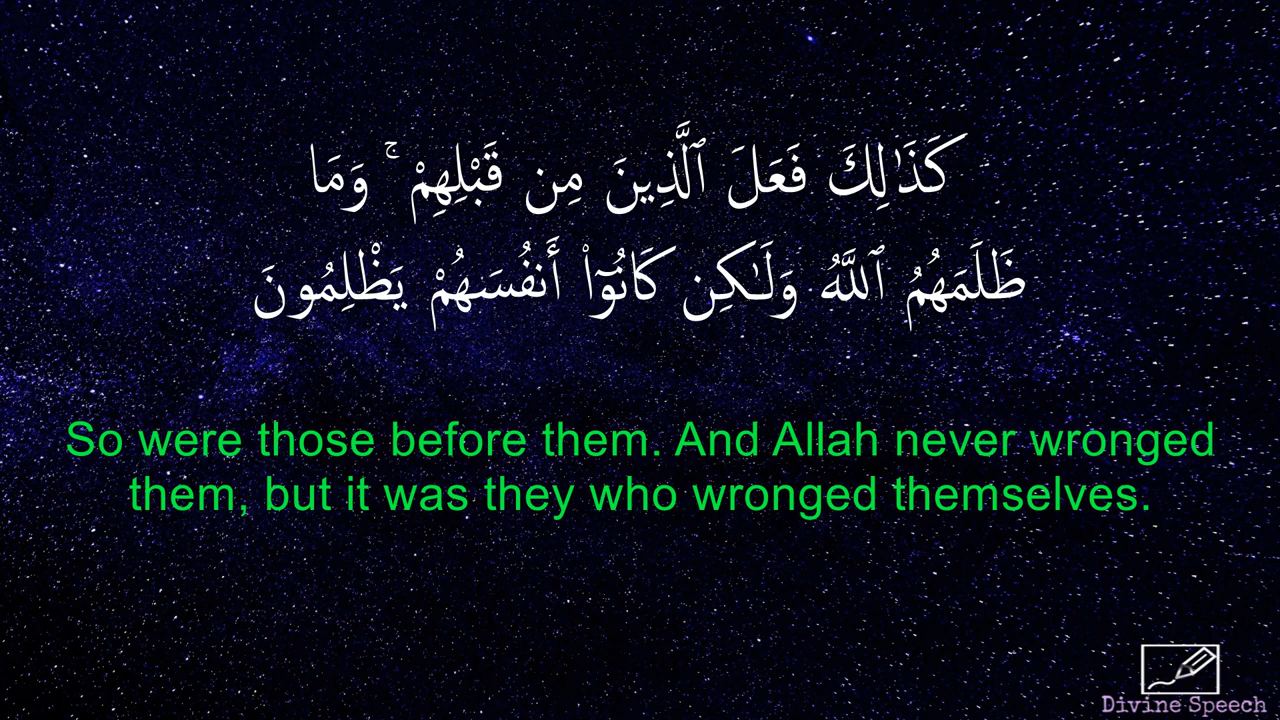 كَذَٰلِكَ فَعَلَ ٱلَّذِينَ مِن قَبْلِهِمْ ۚ وَمَا
ظَلَمَهُمُ ٱللَّهُ وَلَـٰكِن كَانُوٓا۟ أَنفُسَهُمْ يَظْلِمُونَ
So were those before them. And Allah never wronged
them, but it was they who wronged themselves.
Divine Speech